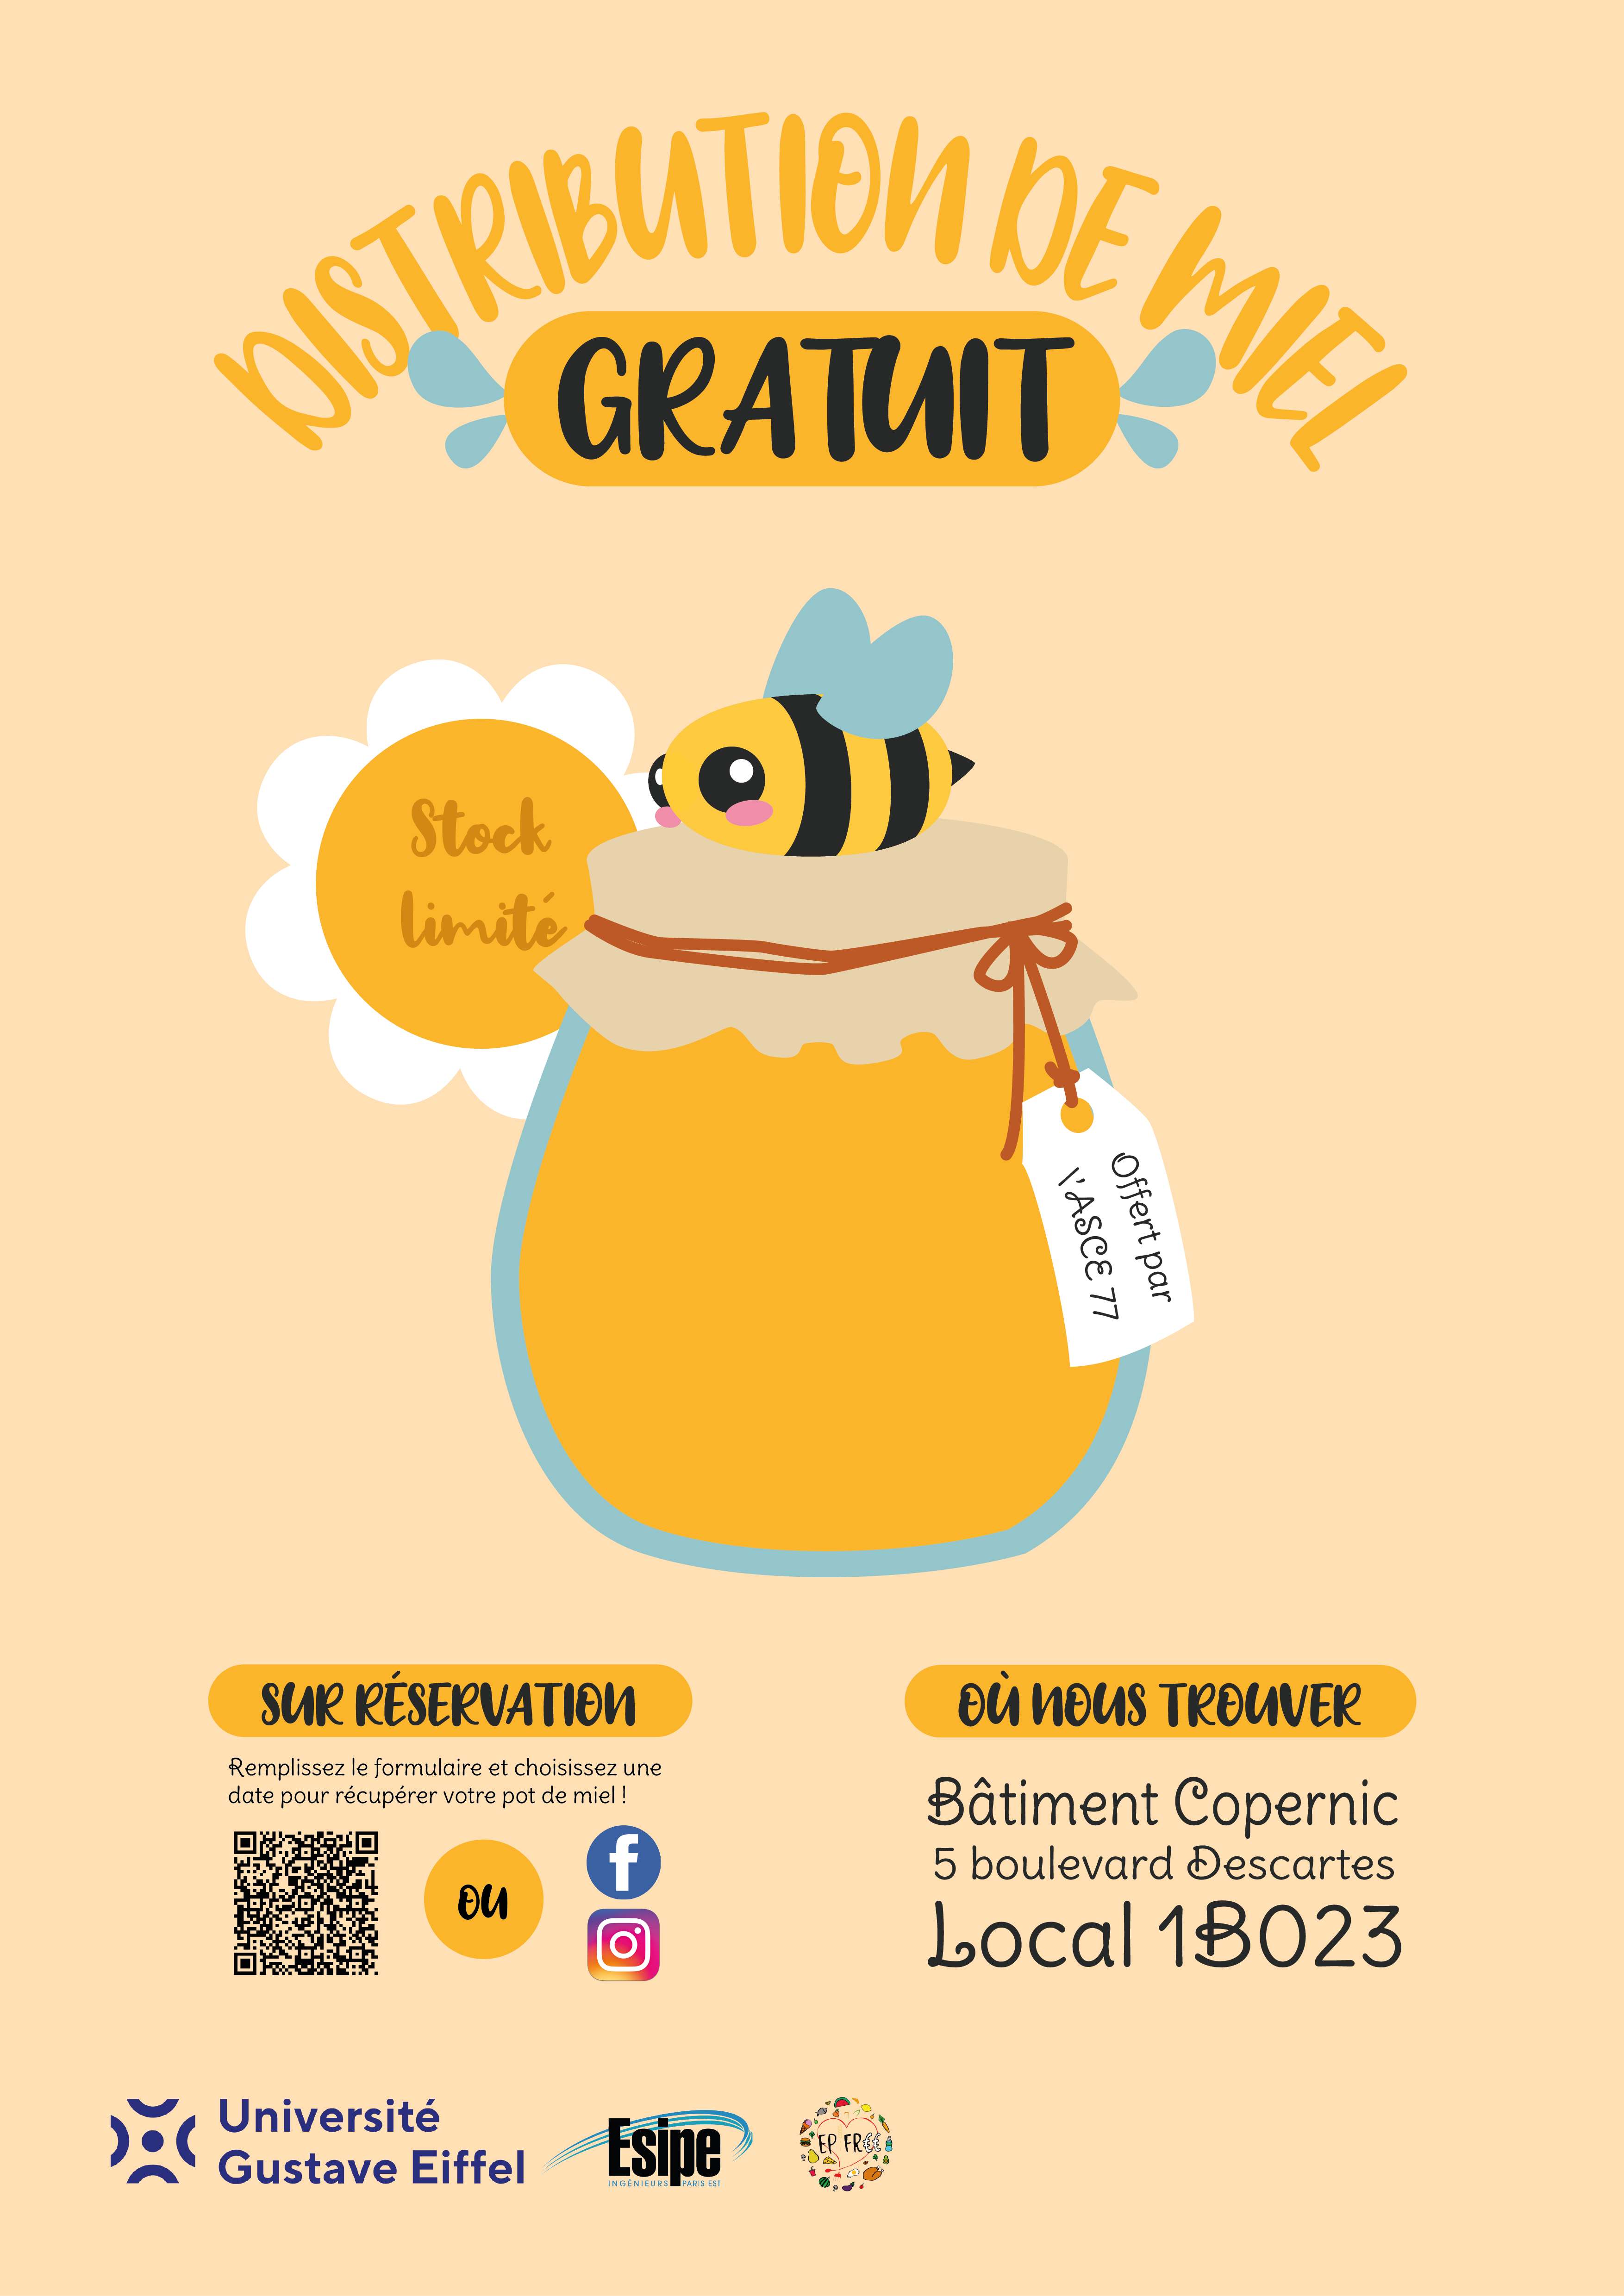 DISTRIBUTION DE MIEL
GRATUIT
Stock
limité
Offert par
l'ASCE 77
SUR RÉSERVATION
Remplissez le formulaire et choisissez une
date pour récupérer votre pot de miel !
OU
OÙ NOUS TROUVER
Bâtiment Copernic
5 boulevard Descartes
Local 1B023
Université
Gustave Eiffel
Esipe
INGÉNIEURS PARIS EST
EP FR€€